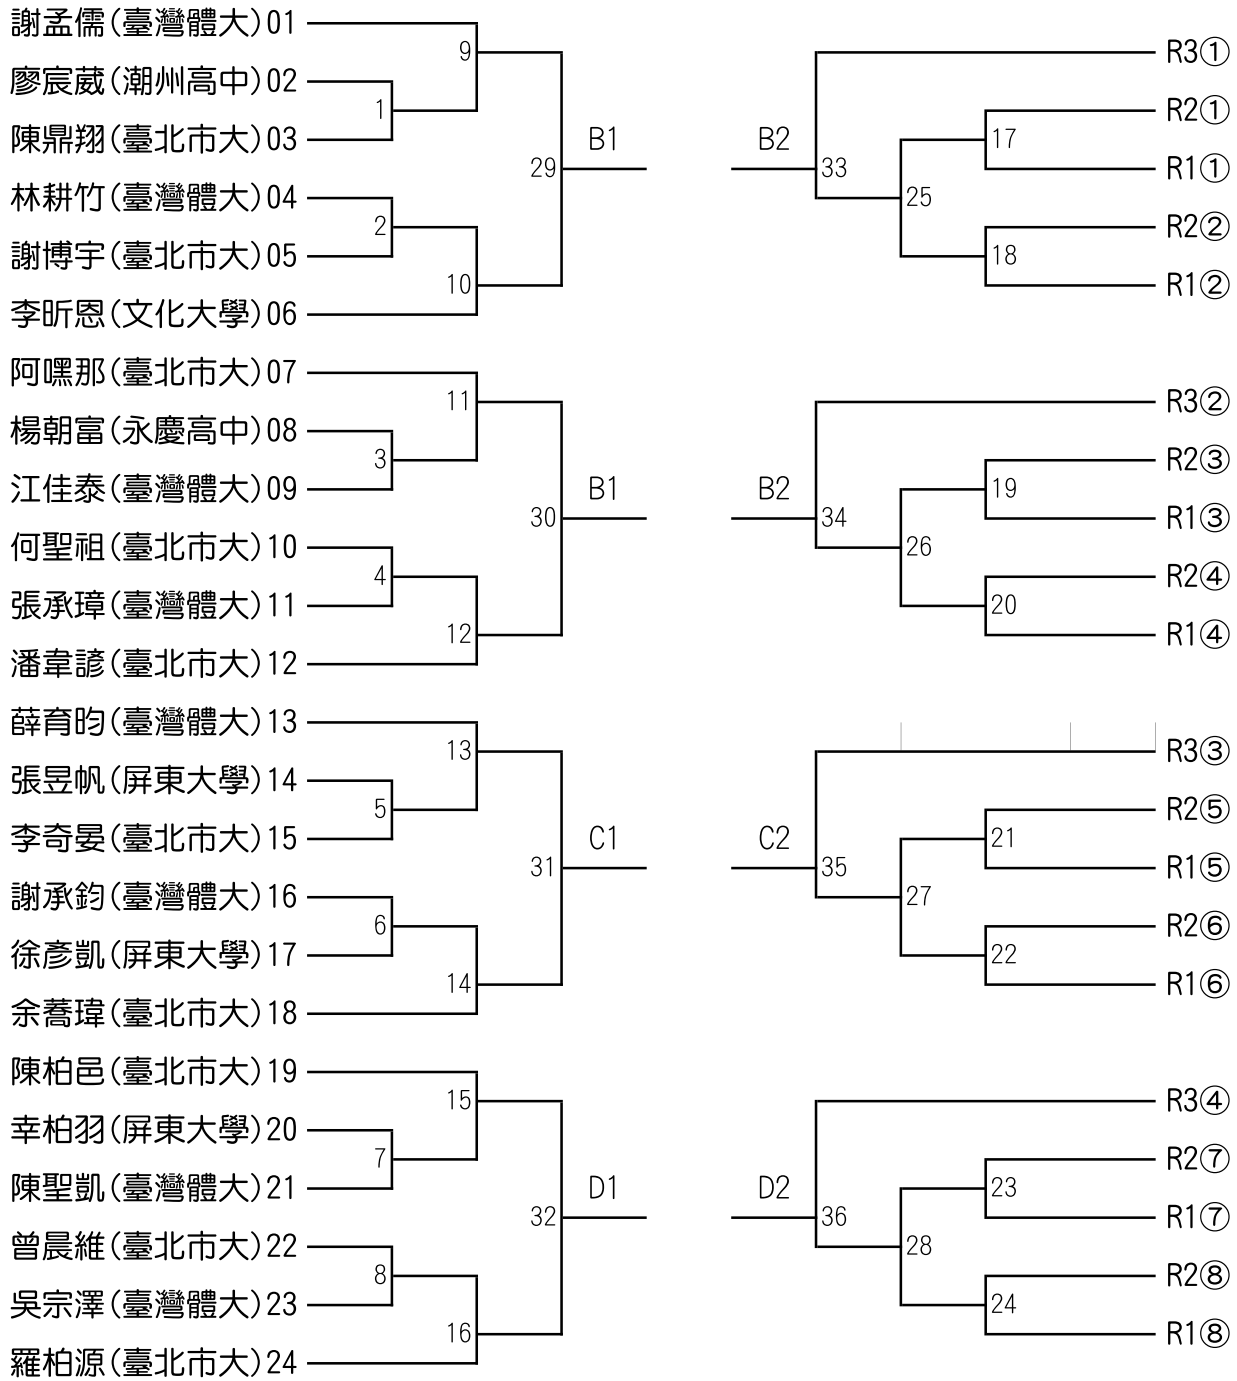 謝孟儒(臺灣體大)01
廖宸葳(潮州高中)02
陳鼎翔(臺北市大)03
林耕竹(臺灣體大)04
謝博宇(臺北市大)05
李昕恩(文化大學)06
9
1
2
10
29
B1
B2
33
25
17
18
R3①
R2①
R1①
R2②
R1②
阿嘿那(臺北市大)07
楊朝富(永慶高中)08
江佳泰(臺灣體大)09
何聖祖(臺北市大)10
張承璋(臺灣體大)11
潘韋諺(臺北市大)12
11
3
4
12
30
B1
B2
34
26
19
20
R3②
R2③
R1③
R2④
R1④
薛育昀(臺灣體大)13
張昱帆(屏東大學)14
李奇晏(臺北市大)15
謝承鈞(臺灣體大)16
徐彥凱(屏東大學)17
余蕎瑋(臺北市大)18
13
5
6
14
31
C1
C2
35
27
21
22
R3③
R2⑤
R1⑤
R2⑥
R1⑥
陳柏邑(臺北市大)19
幸柏羽(屏東大學)20
陳聖凱(臺灣體大)21
曾晨維(臺北市大)22
吳宗澤(臺灣體大)23
羅柏源(臺北市大)24
15
7
8
16
32
D1
D2
36
28
23
24
R3④
R2⑦
R1⑦
R2⑧
R1⑧